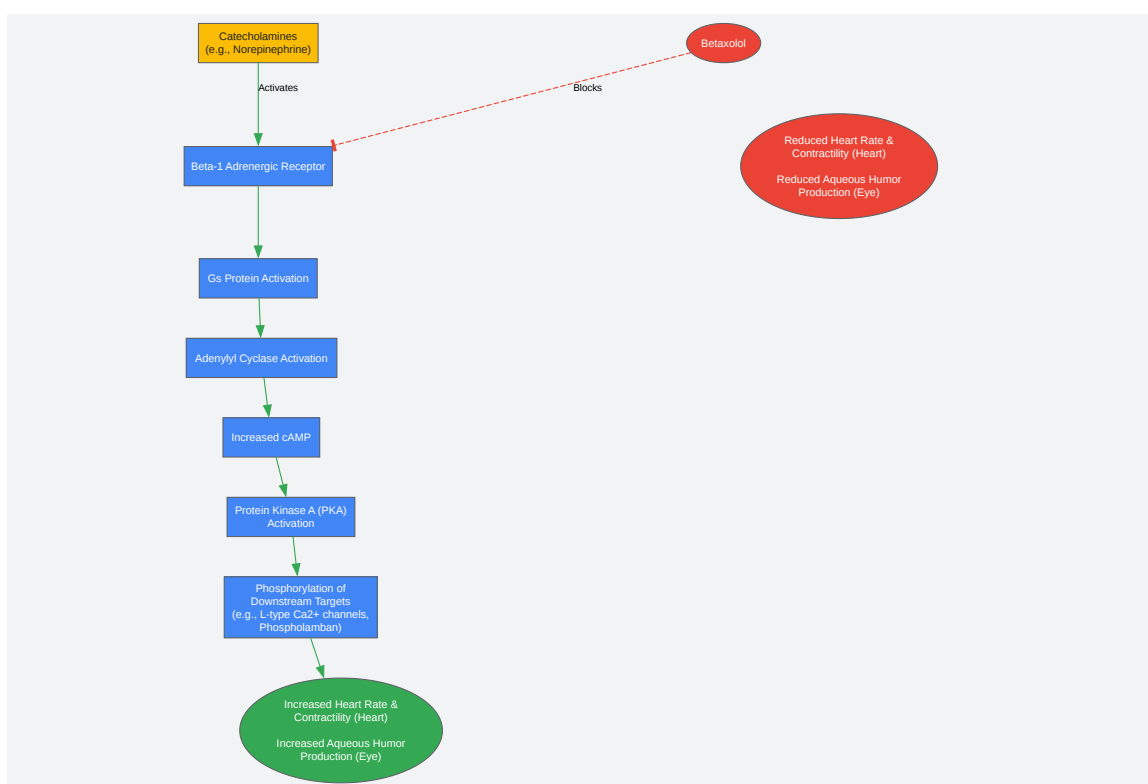 Catecholamines
(e.g., Norepinephrine)
Betaxolol
Activates
Blocks
Beta-1 Adrenergic Receptor
Reduced Heart Rate &
Contractility (Heart)
Reduced Aqueous Humor
Production (Eye)
Gs Protein Activation
Adenylyl Cyclase Activation
Increased cAMP
Protein Kinase A (PKA)
Activation
Phosphorylation of
Downstream Targets
(e.g., L-type Ca2+ channels,
Phospholamban)
Increased Heart Rate &
Contractility (Heart)
Increased Aqueous Humor
Production (Eye)